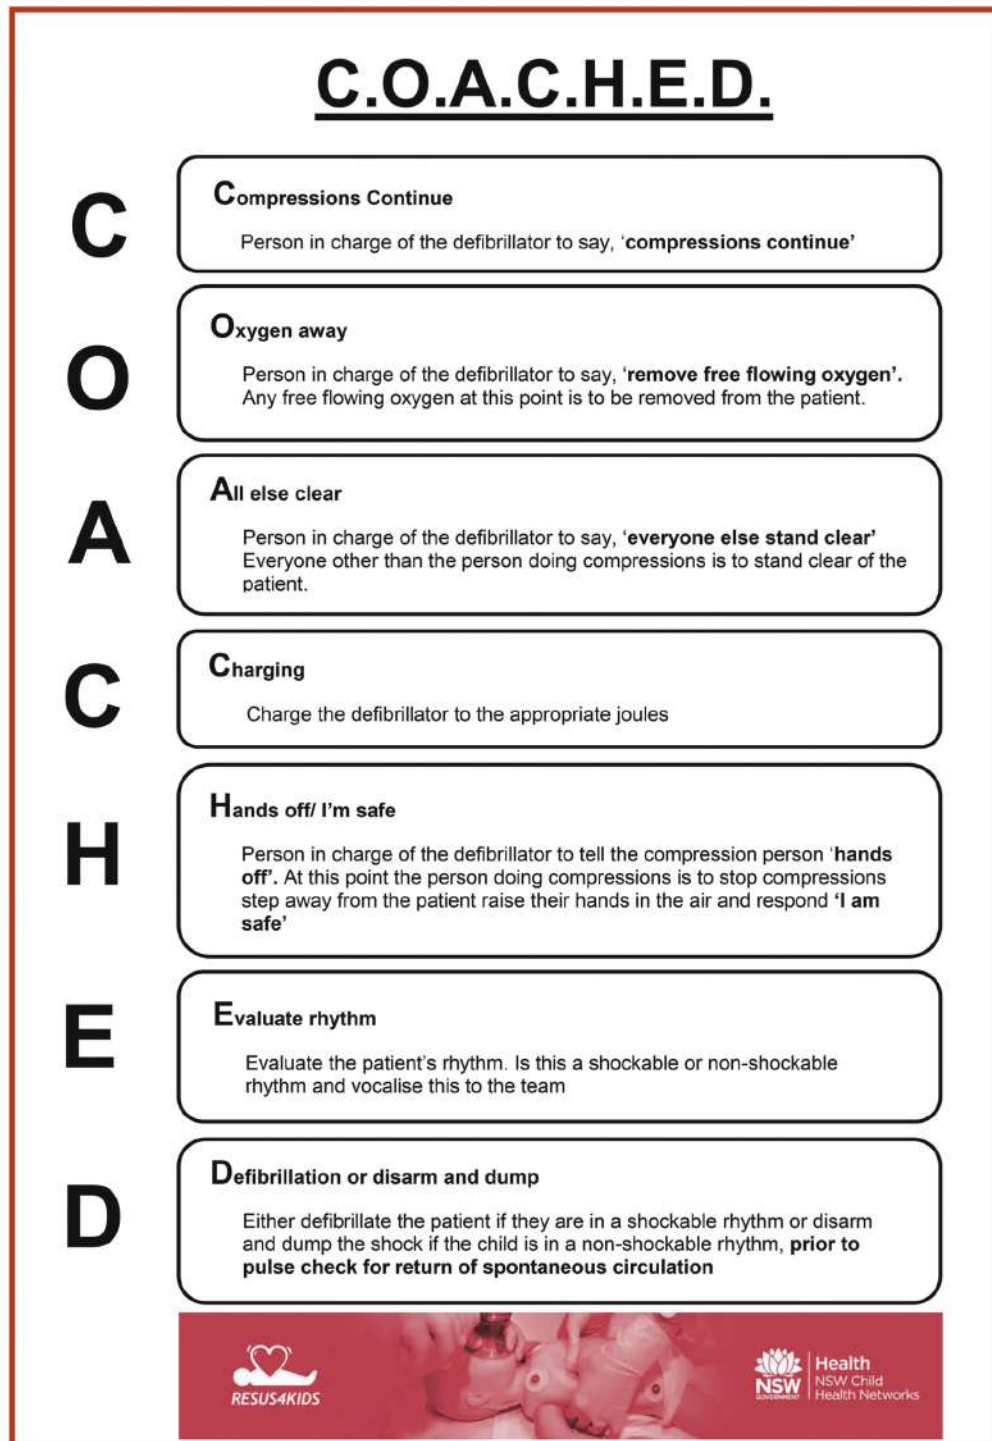 C.O.A.C.H.E.D.
C
Compressions Continue
Person in charge of the defibrillator to say, ‘compressions continue’
O
Oxygen away
Person in charge of the defibrillator to say, ‘remove free flowing oxygen’.
Any free flowing oxygen at this point is to be removed from the patient.
A
All else clear
Person in charge of the defibrillator to say, ‘everyone else stand clear’
Everyone other than the person doing compressions is to stand clear of the
patient.
C
Charging
Charge the defibrillator to the appropriate joules
H
Hands off/ I’m safe
Person in charge of the defibrillator to tell the compression person ‘hands
off’. At this point the person doing compressions is to stop compressions
step away from the patient raise their hands in the air and respond ‘I am
safe’
E
Evaluate rhythm
Evaluate the patient’s rhythm. Is this a shockable or non-shockable
rhythm and vocalise this to the team
D
Defibrillation or disarm and dump
Either defibrillate the patient if they are in a shockable rhythm or disarm
and dump the shock if the child is in a non-shockable rhythm, prior to
pulse check for return of spontaneous circulation
RESUS4KIDS
NSW
GOVERNMENT
Health
NSW Child
Health Networks